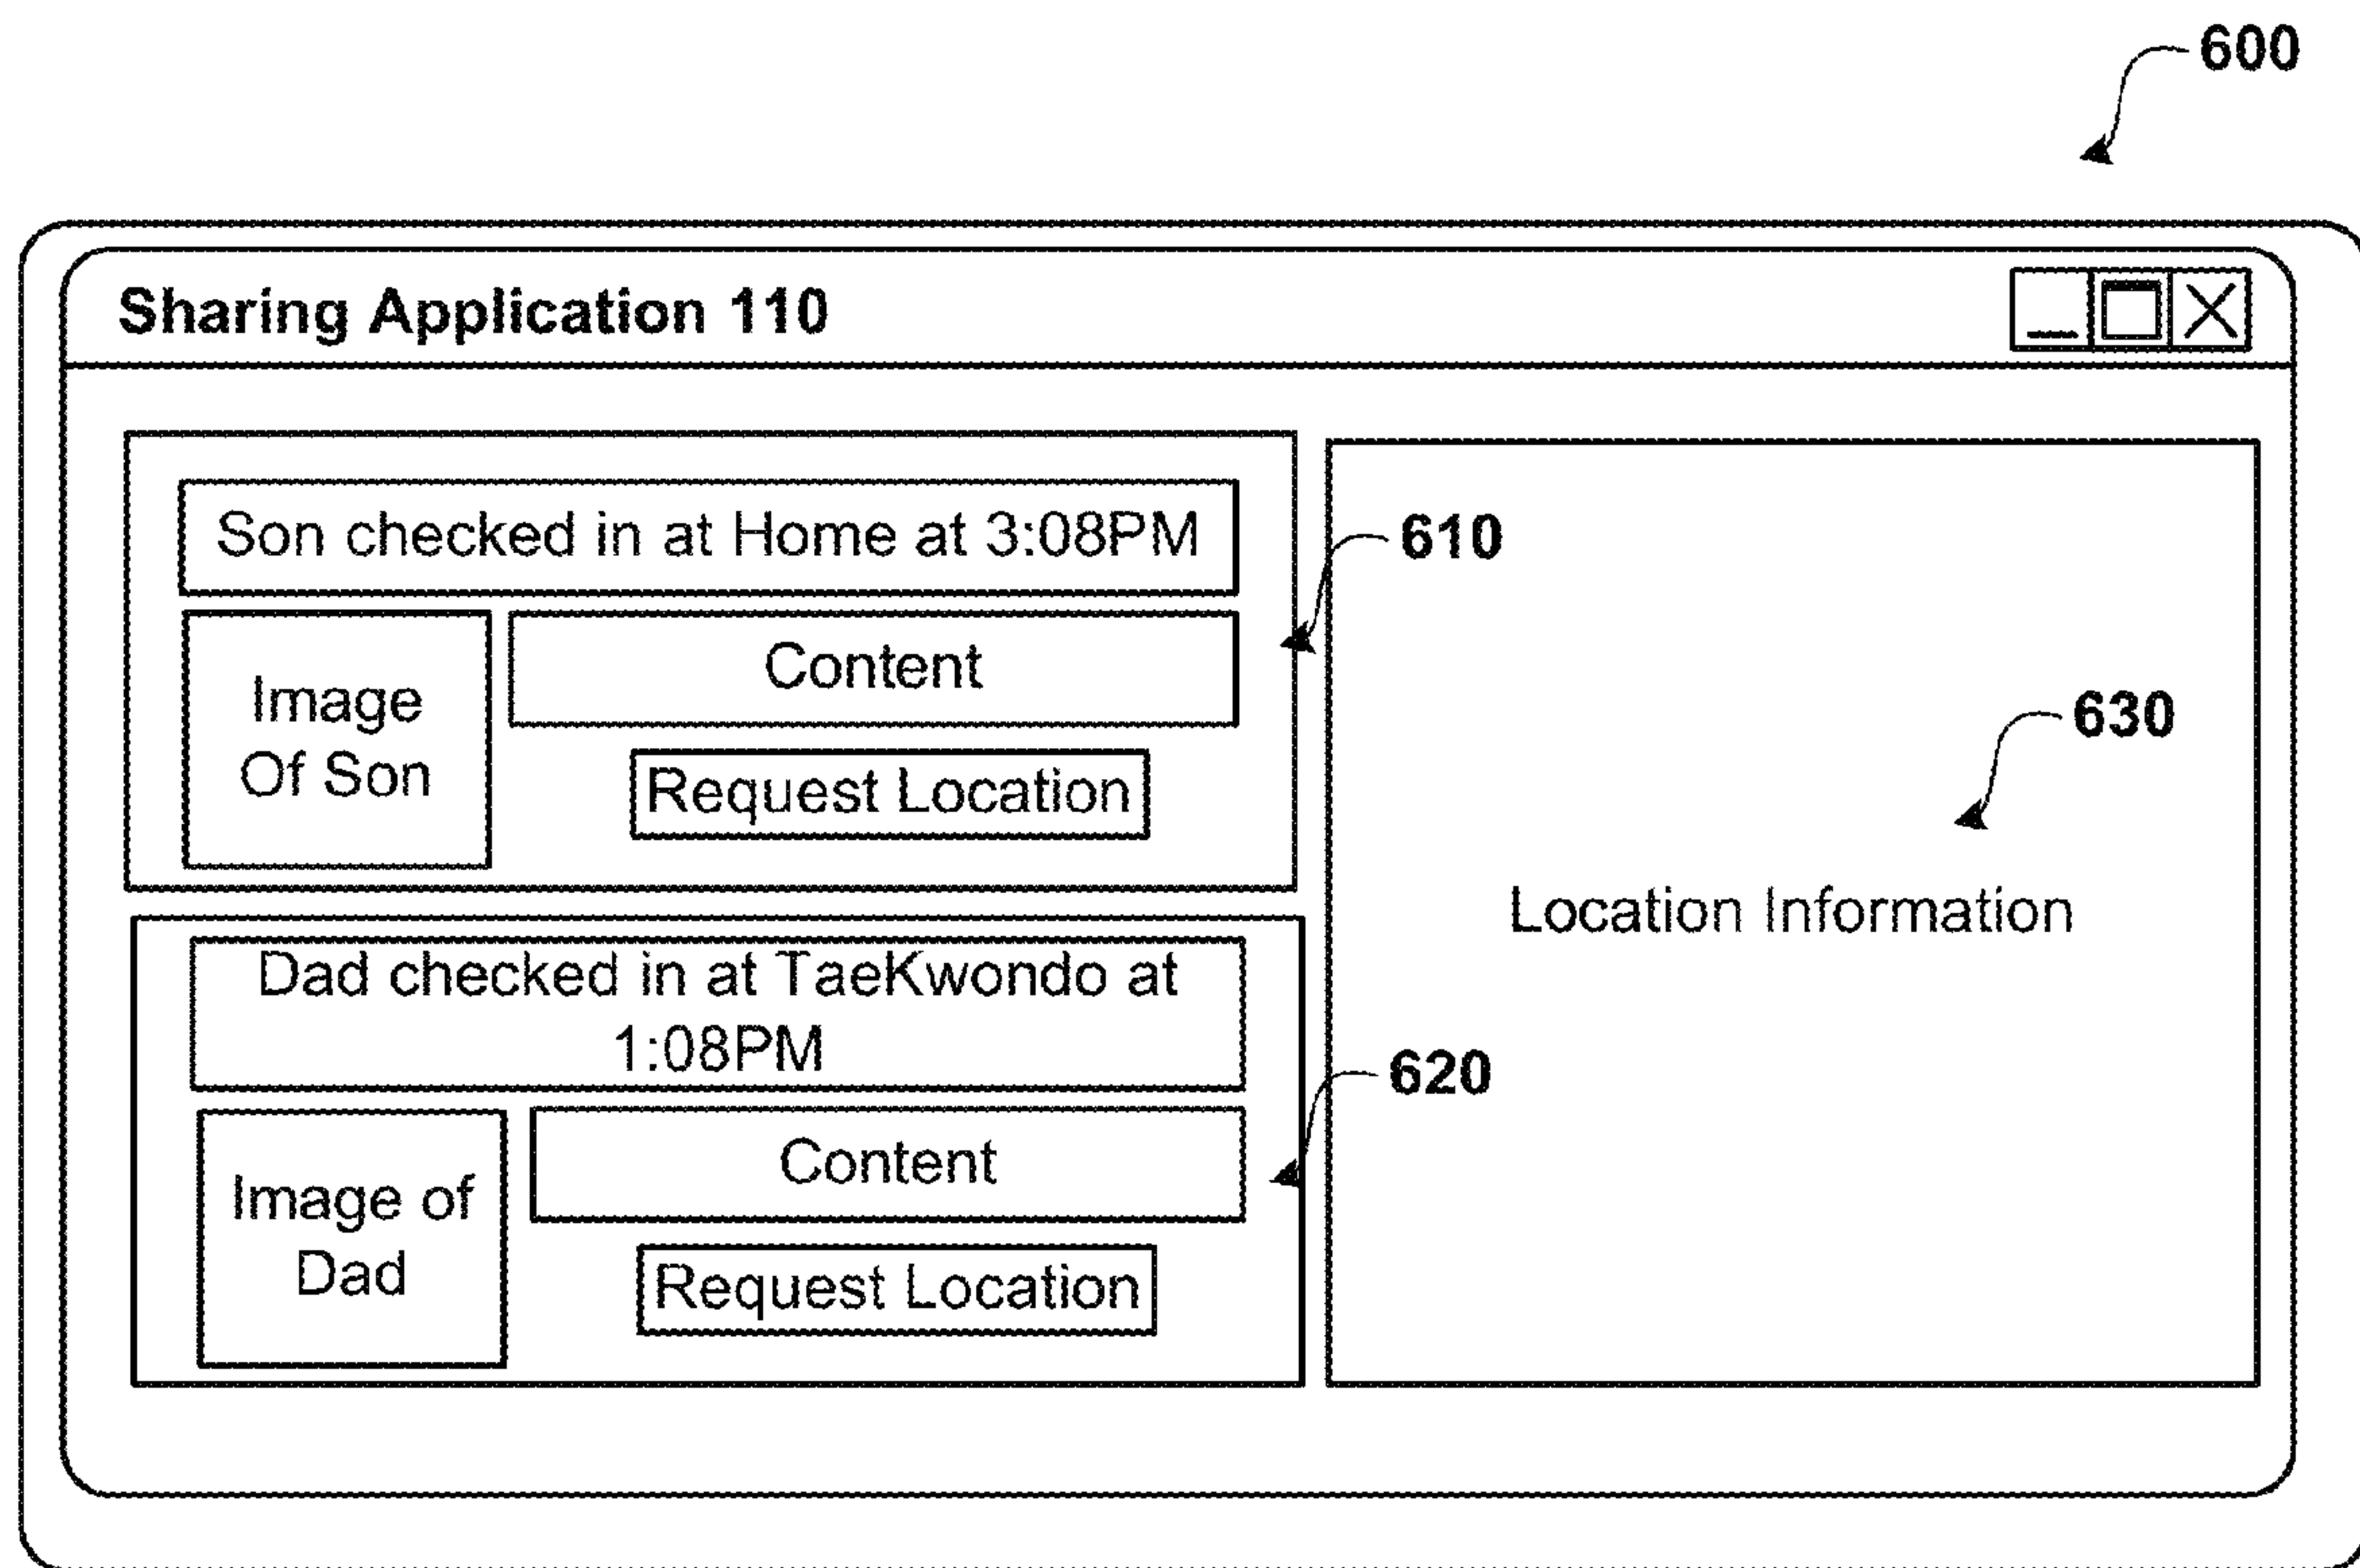 600
Sharing Application 110
Son checked in at Home at 3:08PM
610
Image
Of Son
Content
Request Location
Dad checked in at TaeKwondo at
1:08PM
620
Image of
Dad
Content
Request Location
630
Location Information